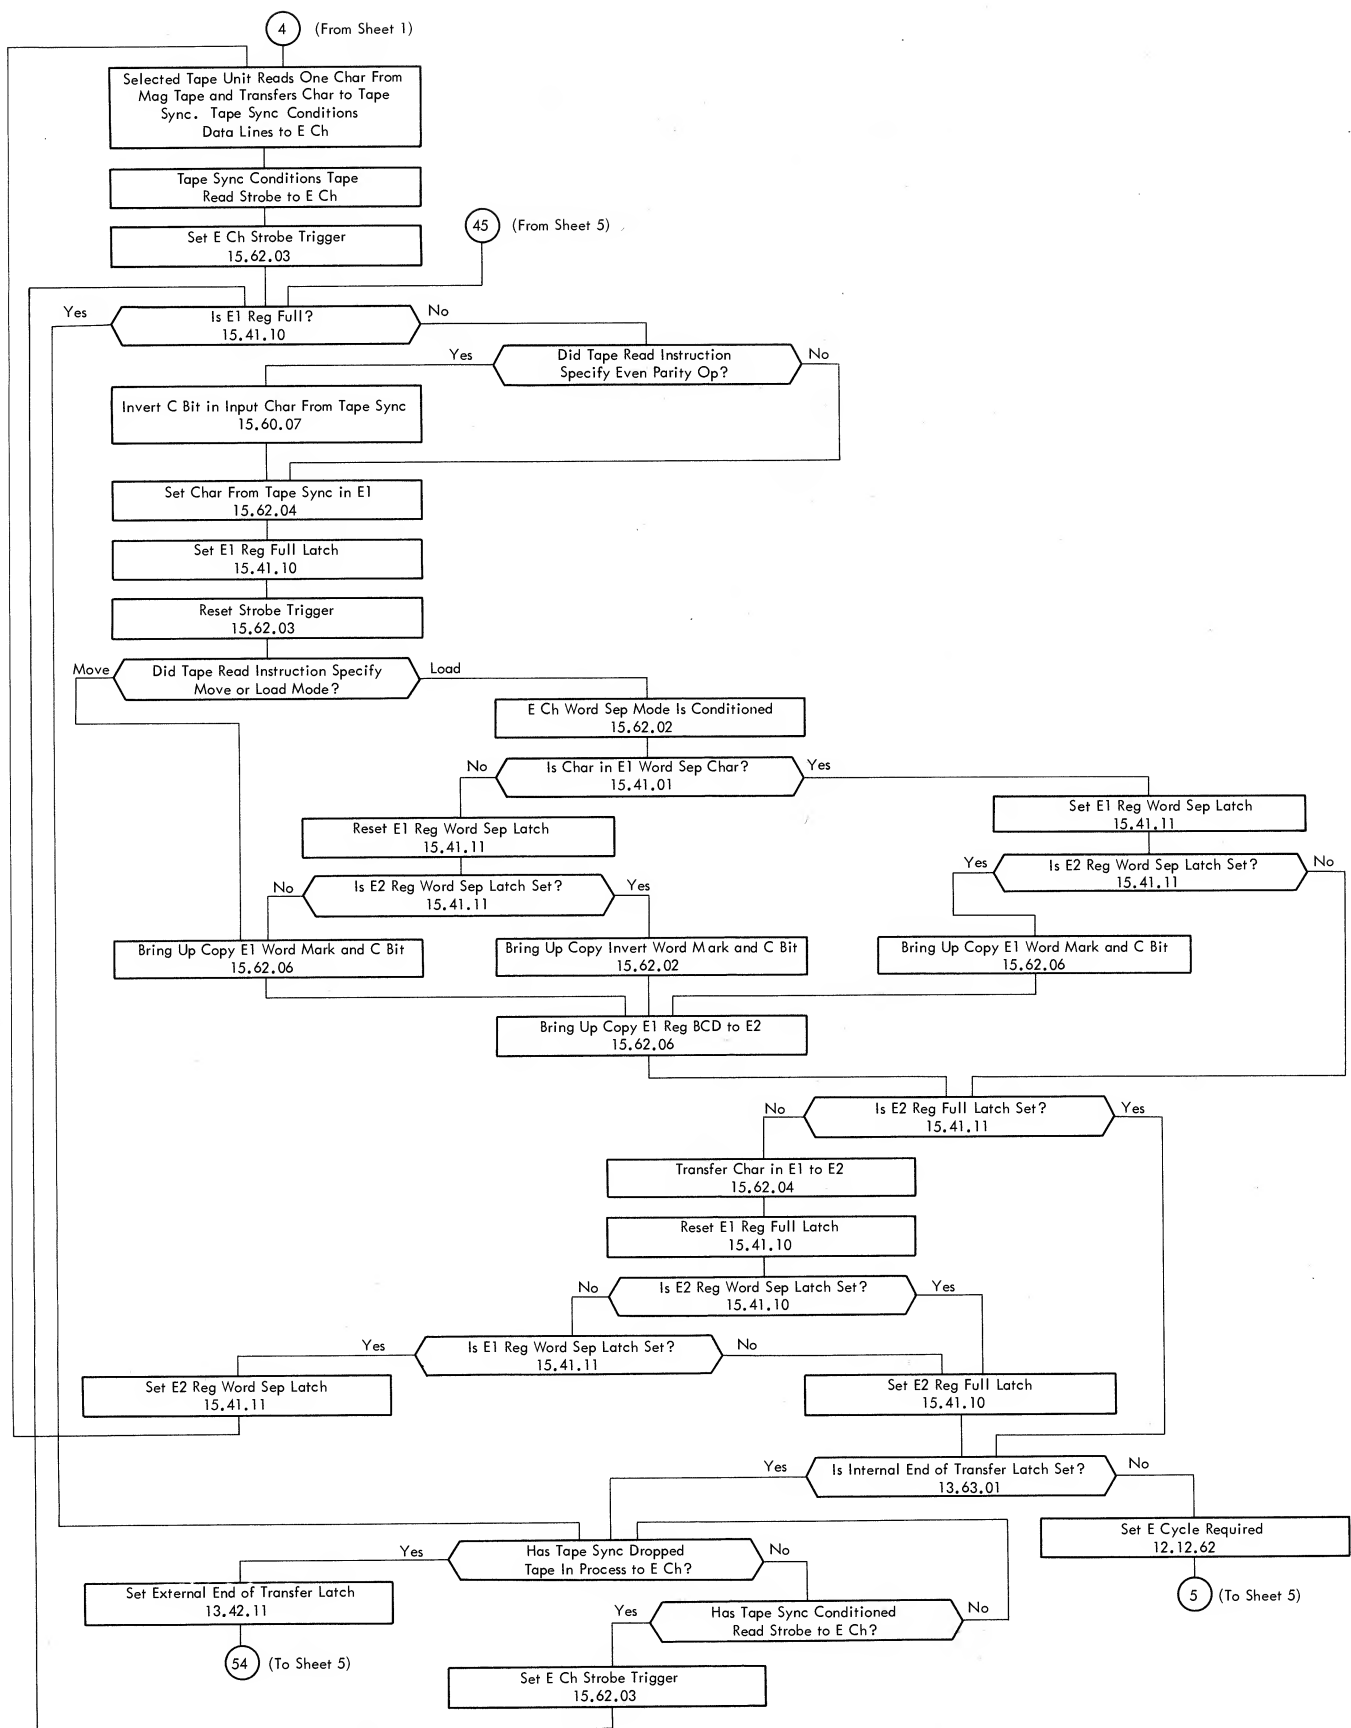 4 (From Sheet 1)
Selected Tape Unit Reads One Char From
Mag Tape and Transfers Char to Tape
Sync. Tape Sync Conditions
Data Lines to E Ch
Tape Sync Conditions Tape
Read Strobe to E Ch
45 (From Sheet 5)
Set E Ch Strobe Trigger
15.62.03
Yes
Is E1 Reg Full?
15.41.10
No
Yes
Did Tape Read Instruction
Specify Even Parity Op?
No
Invert C Bit in Input Char From Tape Sync
15.60.07
Set Char From Tape Sync in E1
15.62.04
Set E1 Reg Full Latch
15.41.10
Reset Strobe Trigger
15.62.03
Move
Did Tape Read Instruction Specify
Move or Load Mode?
Load
E Ch Word Sep Mode Is Conditioned
15.62.02
No
Is Char in E1 Word Sep Char?
15.41.01
Yes
Set E1 Reg Word Sep Latch
15.41.11
Reset E1 Reg Word Sep Latch
15.41.11
Yes
Is E2 Reg Word Sep Latch Set?
15.41.11
No
No
Is E2 Reg Word Sep Latch Set?
15.41.11
Yes
Bring Up Copy E1 Word Mark and C Bit
15.62.06
Bring Up Copy Invert Word Mark and C Bit
15.62.02
Bring Up Copy E1 Word Mark and C Bit
15.62.06
Bring Up Copy E1 Reg BCD to E2
15.62.06
No
Is E2 Reg Full Latch Set?
15.41.11
Yes
Transfer Char in E1 to E2
15.62.04
Reset E1 Reg Full Latch
15.41.10
No
Is E2 Reg Word Sep Latch Set?
15.41.10
Yes
Yes
Is E1 Reg Word Sep Latch Set?
15.41.11
No
Set E2 Reg Word Sep Latch
15.41.11
Set E2 Reg Full Latch
15.41.10
Yes
Is Internal End of Transfer Latch Set?
13.63.01
No
Set E Cycle Required
12.12.62
Yes
Has Tape Sync Dropped
Tape In Process to E Ch?
No
Set External End of Transfer Latch
13.42.11
5 (To Sheet 5)
Yes
Has Tape Sync Conditioned
Read Strobe to E Ch?
No
54 (To Sheet 5)
Set E Ch Strobe Trigger
15.62.03